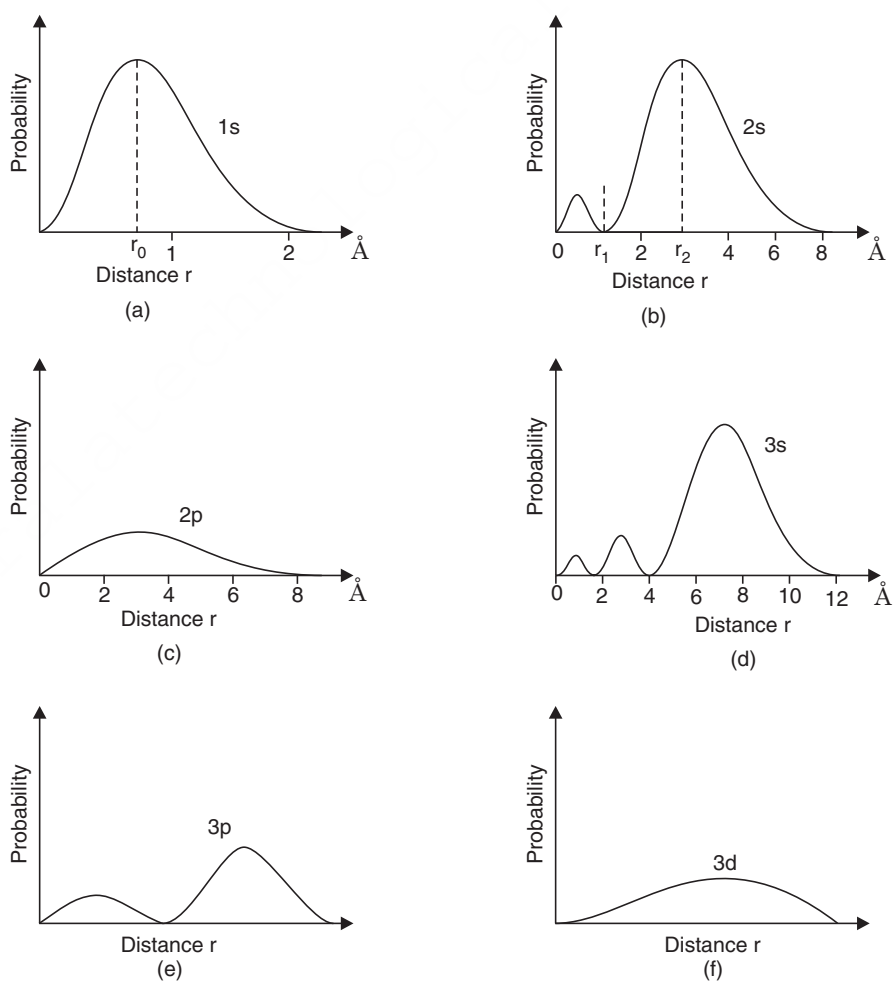 Probability
1s
r0
1
2
Å
Distance r
(a)
Probability
2s
0
r1
2
r2
4
6
8
Å
Distance r
(b)
Probability
2p
0
2
4
6
8
Å
Distance r
(c)
Probability
3s
0
2
4
6
8
10
12
Å
Distance r
(d)
Probability
3p
Distance r
(e)
Probability
3d
Distance r
(f)